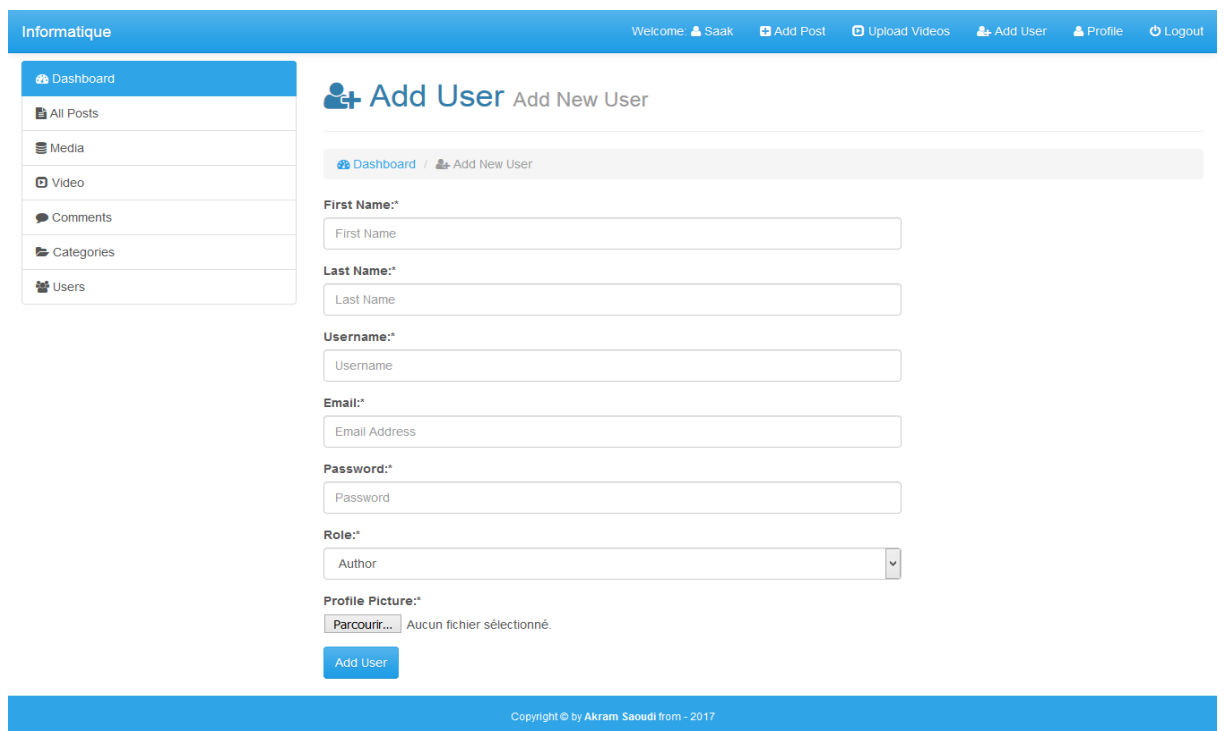 Informatique
Welcome: Saak
Add Post
Upload Videos
Add User
Profile
Logout
Dashboard
All Posts
Media
Video
Comments
Categories
Users
Add User Add New User
Dashboard / Add New User
First Name:*
First Name
Last Name:*
Last Name
Username:*
Username
Email:*
Email Address
Password:*
Password
Role:*
Author
Profile Picture:*
Parcourir... Aucun fichier sélectionné.
Add User
Copyright © by Akram Saoudi from - 2017